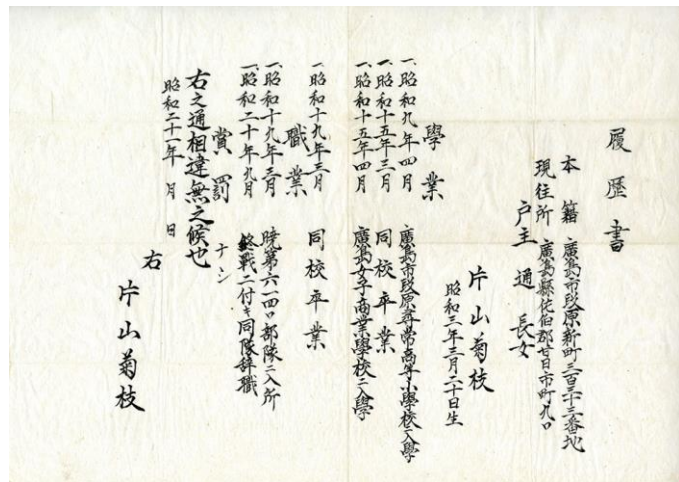 履歴書
本籍 廣島市段原新町三百三十三番地
現住所 廣島縣佐伯郡廿日市町九〇
戸主 通 長女
片山菊枝
昭和三年三月二十日生
學業
一、昭和九年四月 廣島市段原尋常高等小學校ニ入學
一、昭和十五年三月 同校卒業
一、昭和十五年四月 廣島女子商業學校ニ入學
一、昭和十九年三月 同校卒業
職業
一、昭和十九年三月 暁第六一四〇部隊ニ入所
一、昭和二十年九月 終戰ニ付キ同隊辞職
賞罰
ナシ
右之通相違無之候也
昭和二十一年 月 日
右 片山菊枝